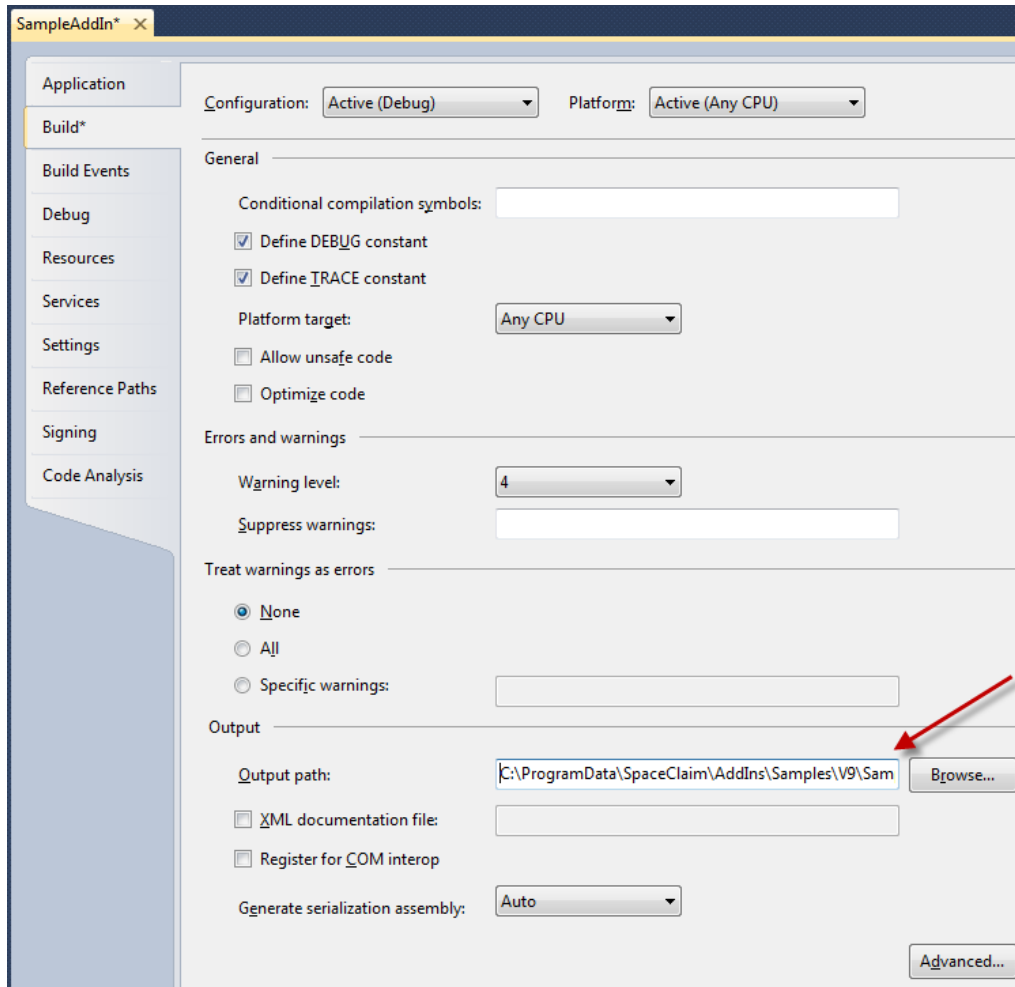 SampleAddIn*
Application
Build*
Build Events
Debug
Resources
Services
Settings
Reference Paths
Signing
Code Analysis
Configuration: Active (Debug) Platform: Active (Any CPU)
General
Conditional compilation symbols:
Define DEBUG constant
Define TRACE constant
Platform target: Any CPU
Allow unsafe code
Optimize code
Errors and warnings
Warning level: 4
Suppress warnings:
Treat warnings as errors
None
All
Specific warnings:
Output
Output path: C:\ProgramData\SpaceClaim\AddIns\Samples\V9\Sam Browse...
XML documentation file:
Register for COM interop
Generate serialization assembly: Auto
Advanced...